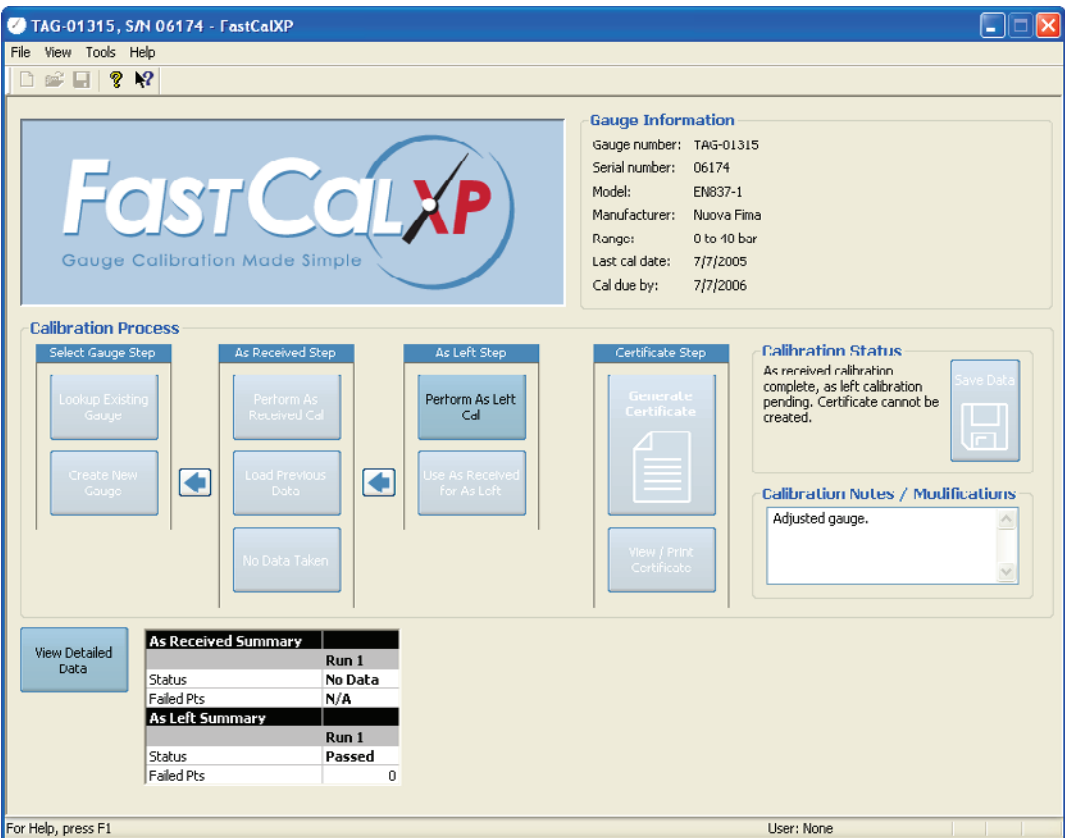 TAG-01315, S/N 06174 - FastCalXP
File View Tools Help
FASTCAL XP
Gauge Calibration Made Simple
Gauge Information
Gauge number: TAG-01315
Serial number: 06174
Model: EN837-1
Manufacturer: Nuova Fima
Range: 0 to 40 bar
Last cal date: 7/7/2005
Cal due by: 7/7/2006
Calibration Process
Select Gauge Step
Lookup Existing
Gauge
Create New
Gauge
As Received Step
Perform As
Received Cal
Load Previous
Data
No Data Taken
As Left Step
Perform As Left
Cal
Use As Received
for As Left
Certificate Step
Generate
Certificate
View / Print
Certificate
Calibration Status
As received calibration
complete, as left calibration
pending. Certificate cannot be
created.
Save Data
Calibration Notes / Modifications
Adjusted gauge.
View Detailed
Data
As Received Summary
Run 1
Status No Data
Failed Pts N/A
As Left Summary
Run 1
Status Passed
Failed Pts 0
For Help, press F1
User: None